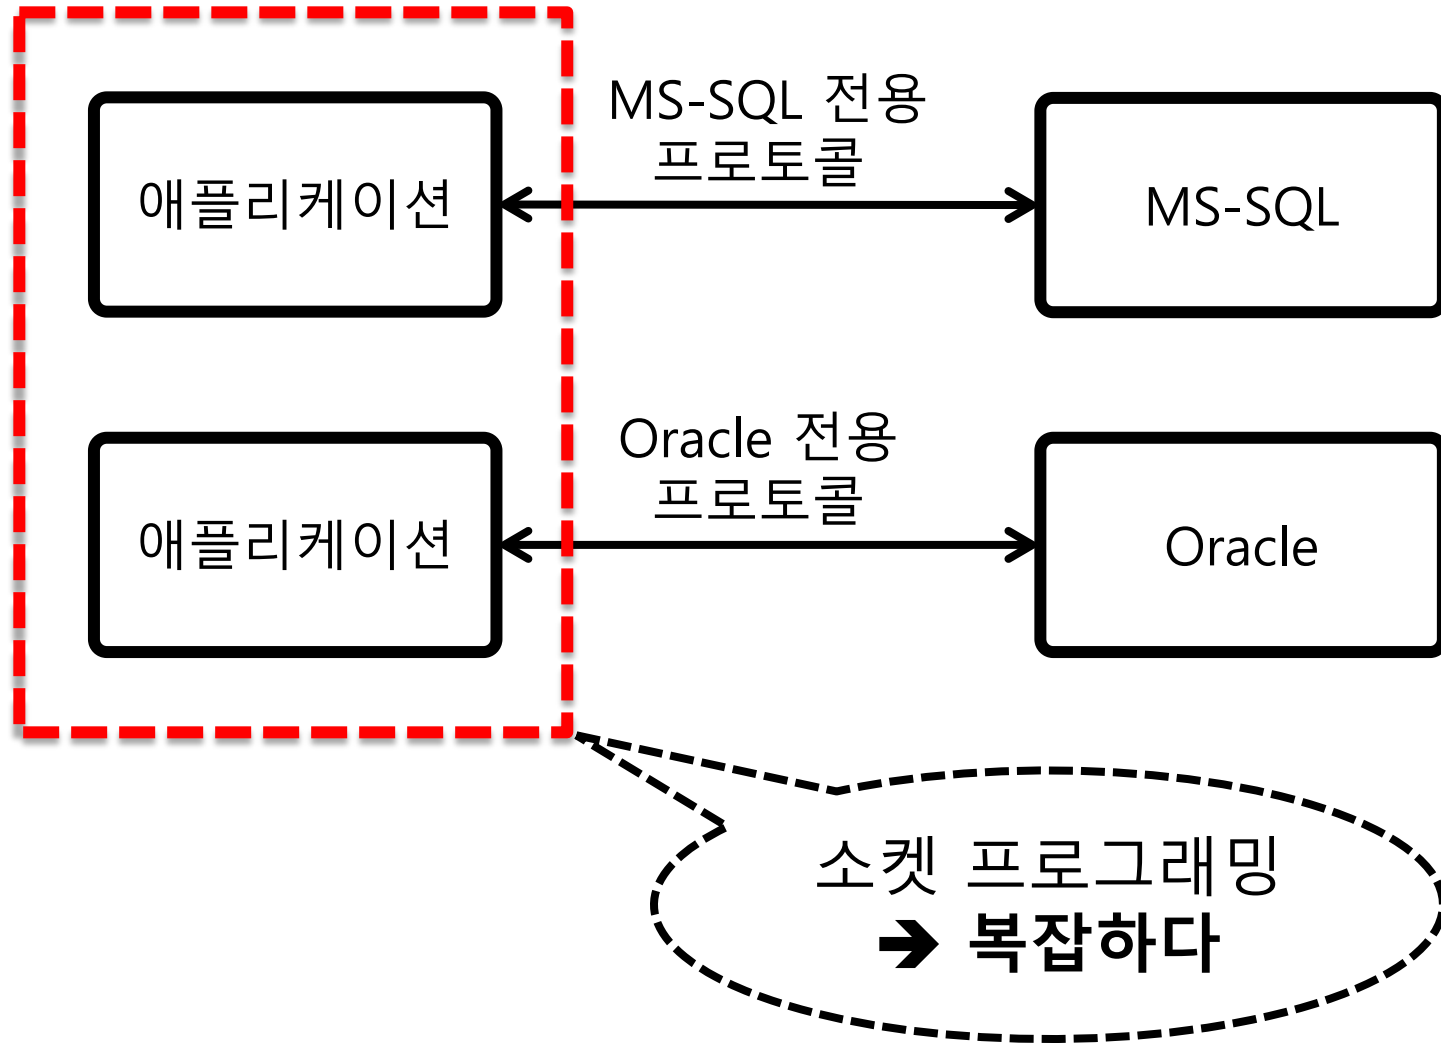 MS-SQL 전용
프로토콜
애플리케이션
MS-SQL
Oracle 전용
프로토콜
애플리케이션
Oracle
소켓 프로그래밍
➔ 복잡하다